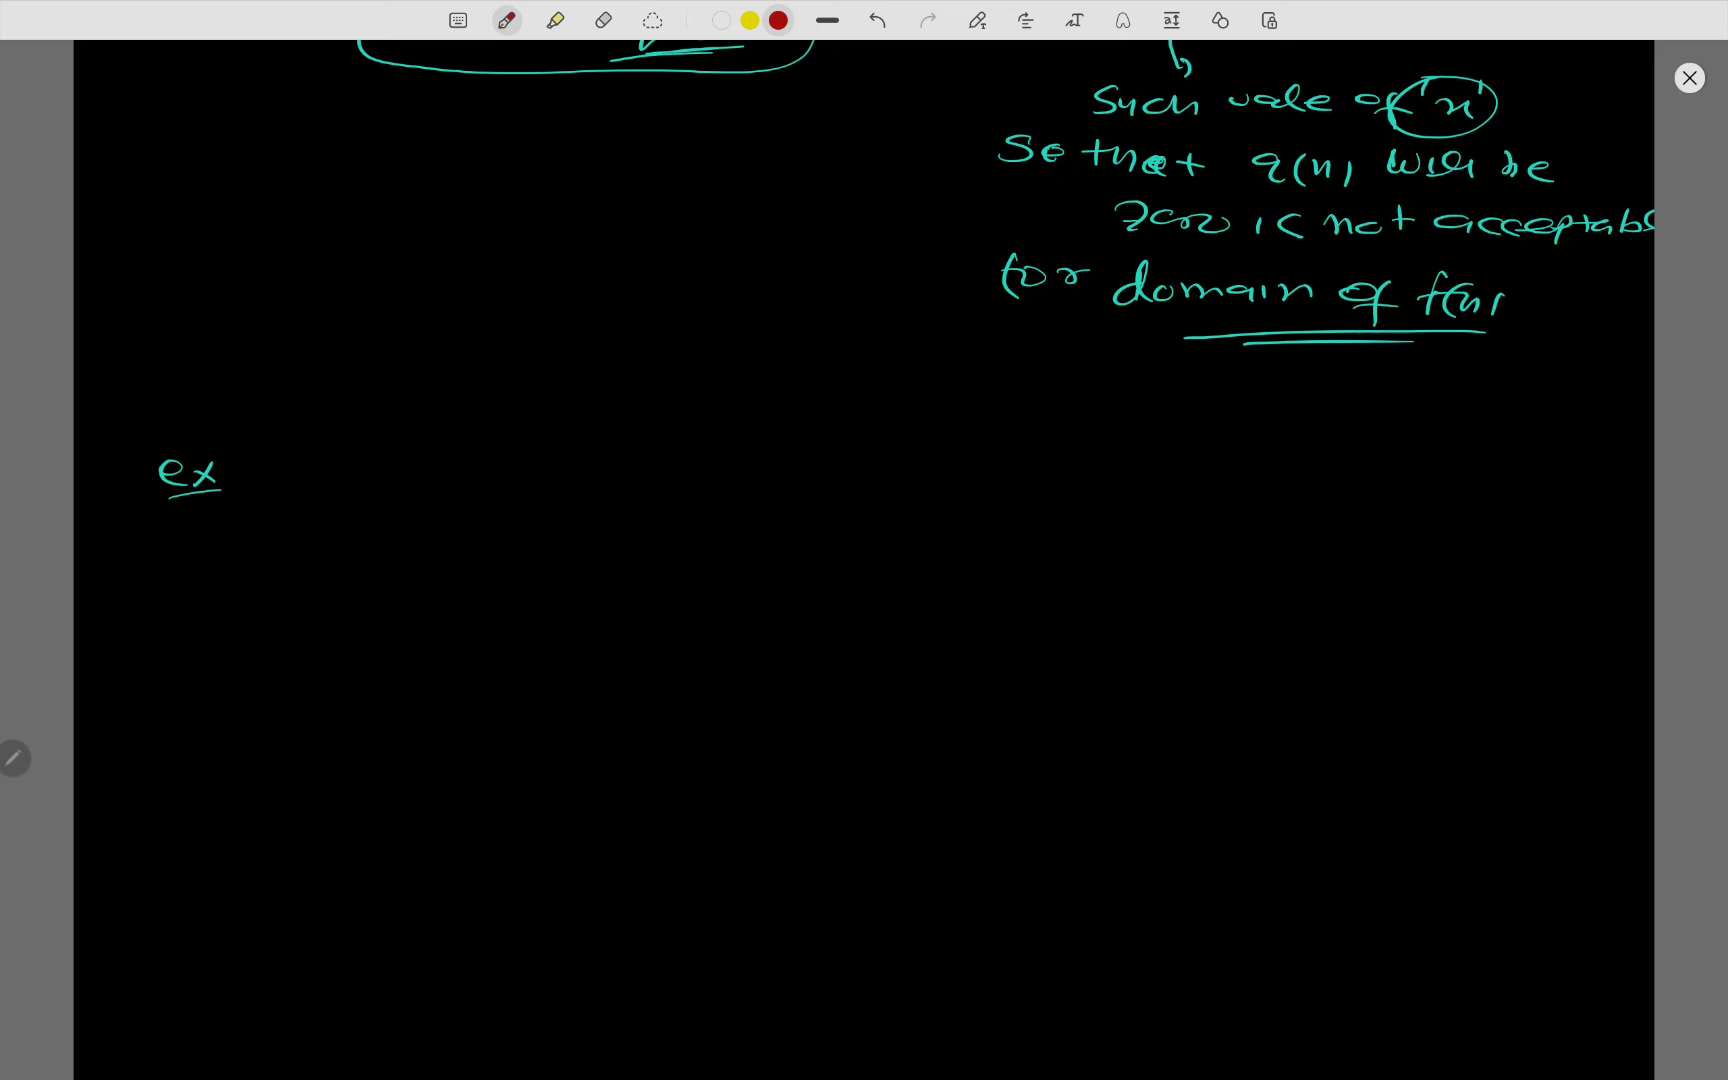 Such vale of 'x'
So that q(x) will be
zero is not acceptable
for domain of f(x)
ex